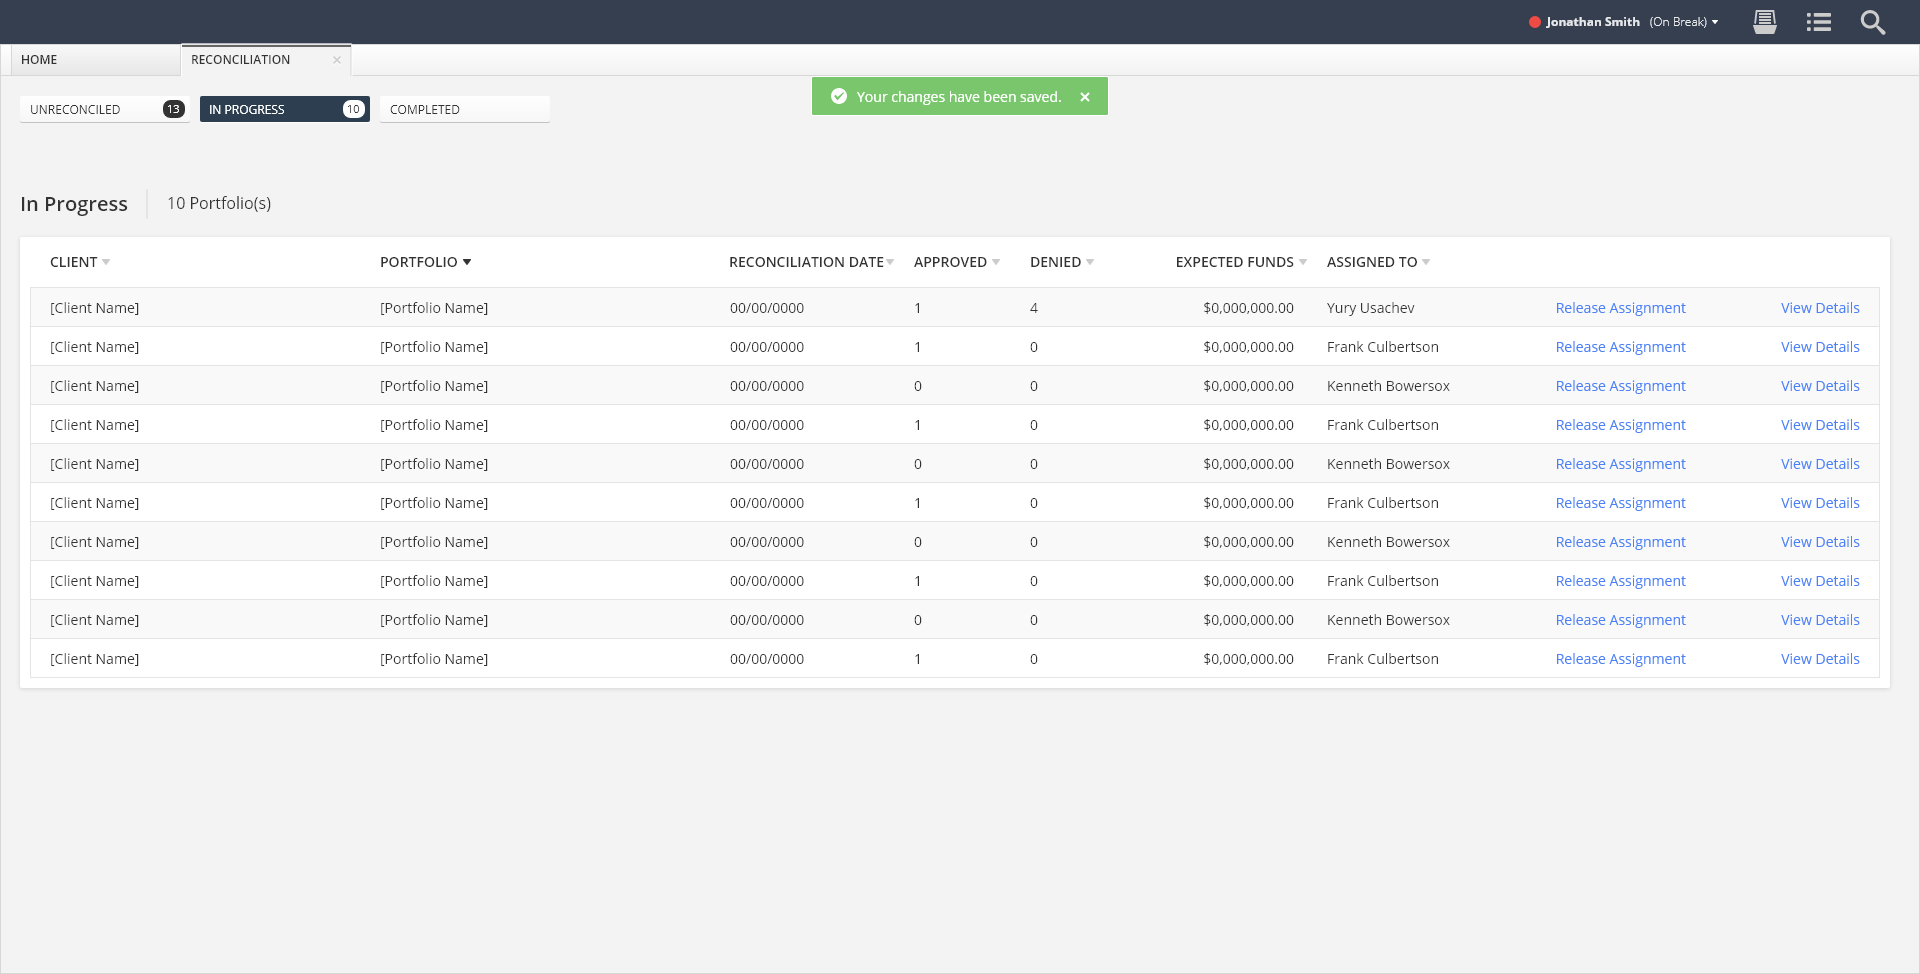 Jonathan Smith (On Break)
HOME RECONCILIATION
Your changes have been saved.
UNRECONCILED 13 IN PROGRESS 10 COMPLETED
In Progress 10 Portfolio(s)
CLIENT PORTFOLIO RECONCILIATION DATE APPROVED DENIED EXPECTED FUNDS ASSIGNED TO
[Client Name] [Portfolio Name] 00/00/0000 1 4 $0,000,000.00 Yury Usachev Release Assignment View Details
[Client Name] [Portfolio Name] 00/00/0000 1 0 $0,000,000.00 Frank Culbertson Release Assignment View Details
[Client Name] [Portfolio Name] 00/00/0000 0 0 $0,000,000.00 Kenneth Bowersox Release Assignment View Details
[Client Name] [Portfolio Name] 00/00/0000 1 0 $0,000,000.00 Frank Culbertson Release Assignment View Details
[Client Name] [Portfolio Name] 00/00/0000 0 0 $0,000,000.00 Kenneth Bowersox Release Assignment View Details
[Client Name] [Portfolio Name] 00/00/0000 1 0 $0,000,000.00 Frank Culbertson Release Assignment View Details
[Client Name] [Portfolio Name] 00/00/0000 0 0 $0,000,000.00 Kenneth Bowersox Release Assignment View Details
[Client Name] [Portfolio Name] 00/00/0000 1 0 $0,000,000.00 Frank Culbertson Release Assignment View Details
[Client Name] [Portfolio Name] 00/00/0000 0 0 $0,000,000.00 Kenneth Bowersox Release Assignment View Details
[Client Name] [Portfolio Name] 00/00/0000 1 0 $0,000,000.00 Frank Culbertson Release Assignment View Details